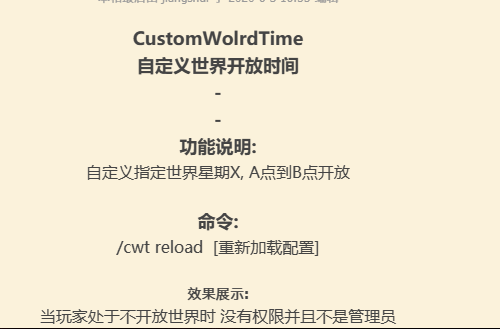 CustomWolrdTime
自定义世界开放时间
-
-
功能说明:
自定义指定世界星期X, A点到B点开放
命令:
/cwt reload [重新加载配置]
效果展示:
当玩家处于不开放世界时 没有权限并且不是管理员